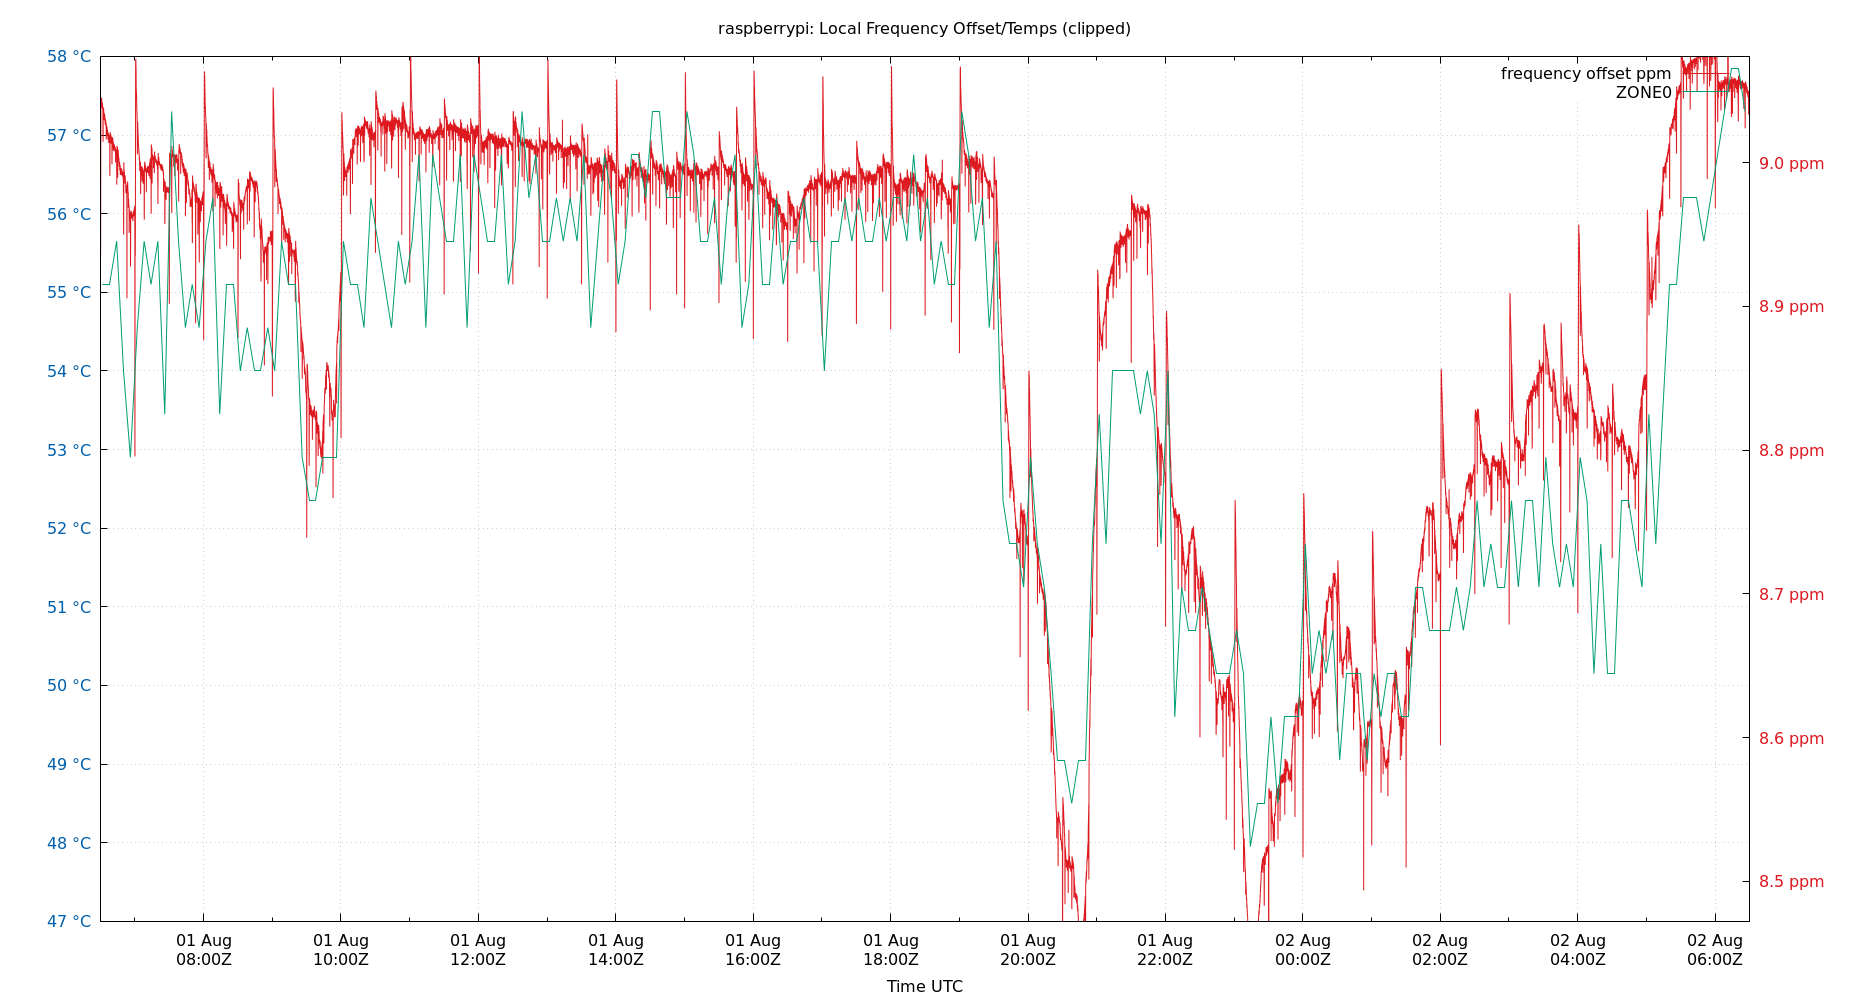 raspberrypi: Local Frequency Offset/Temps (clipped)
58 °C
57 °C
56 °C
55 °C
54 °C
53 °C
52 °C
51 °C
50 °C
49 °C
48 °C
47 °C
frequency offset ppm
ZONE0
9.0 ppm
8.9 ppm
8.8 ppm
8.7 ppm
8.6 ppm
8.5 ppm
01 Aug
08:00Z
01 Aug
10:00Z
01 Aug
12:00Z
01 Aug
14:00Z
01 Aug
16:00Z
01 Aug
18:00Z
01 Aug
20:00Z
01 Aug
22:00Z
02 Aug
00:00Z
02 Aug
02:00Z
02 Aug
04:00Z
02 Aug
06:00Z
Time UTC